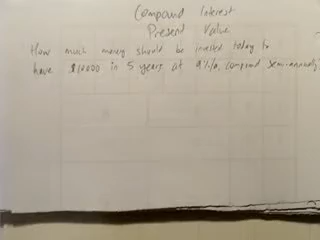 Compound Interest
Present Value
How much money should be invested today to
have $10000 in 5 years at 9%/a, compound semi-annually?